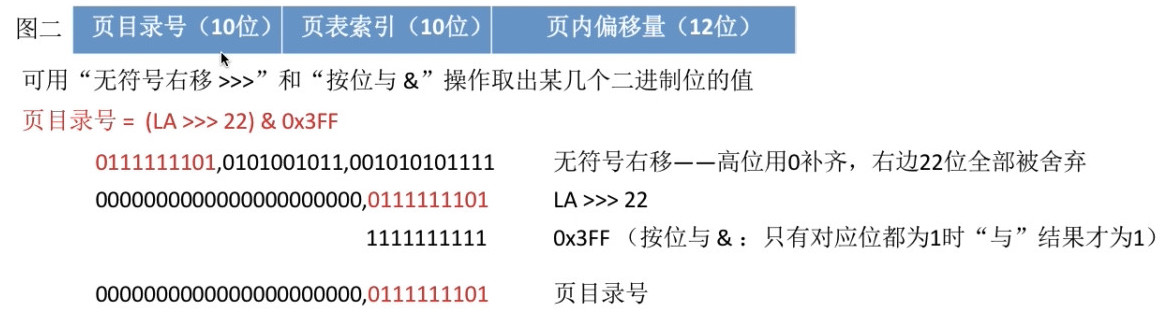 图二 页目录号（10位） 页表索引（10位） 页内偏移量（12位）
可用“无符号右移 >>>”和“按位与 &”操作取出某几个二进制位的值
页目录号 = (LA >>> 22) & 0x3FF
0111111101,0101001011,001010101111 无符号右移——高位用0补齐，右边22位全部被舍弃
0000000000000000000000,0111111101 LA >>> 22
1111111111 0x3FF （按位与 & ：只有对应位都为1时“与”结果才为1）
0000000000000000000000,0111111101 页目录号